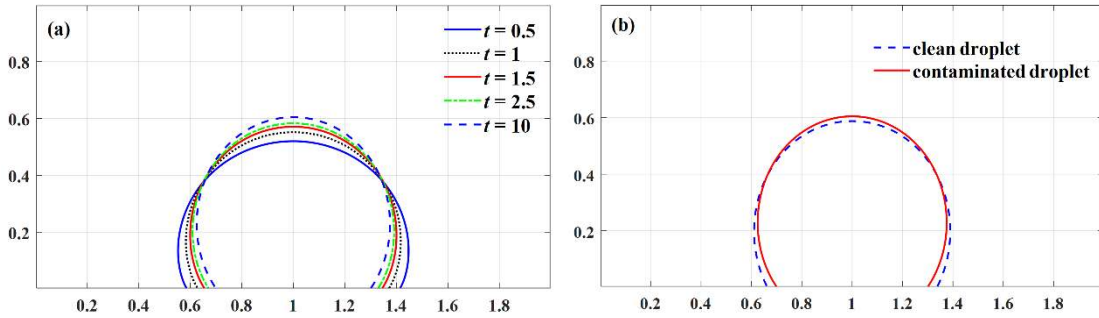 (a)
t = 0.5
t = 1
t = 1.5
t = 2.5
t = 10
0.8
0.6
0.4
0.2
0.2 0.4 0.6 0.8 1 1.2 1.4 1.6 1.8
(b)
clean droplet
contaminated droplet
0.8
0.6
0.4
0.2
0.2 0.4 0.6 0.8 1 1.2 1.4 1.6 1.8